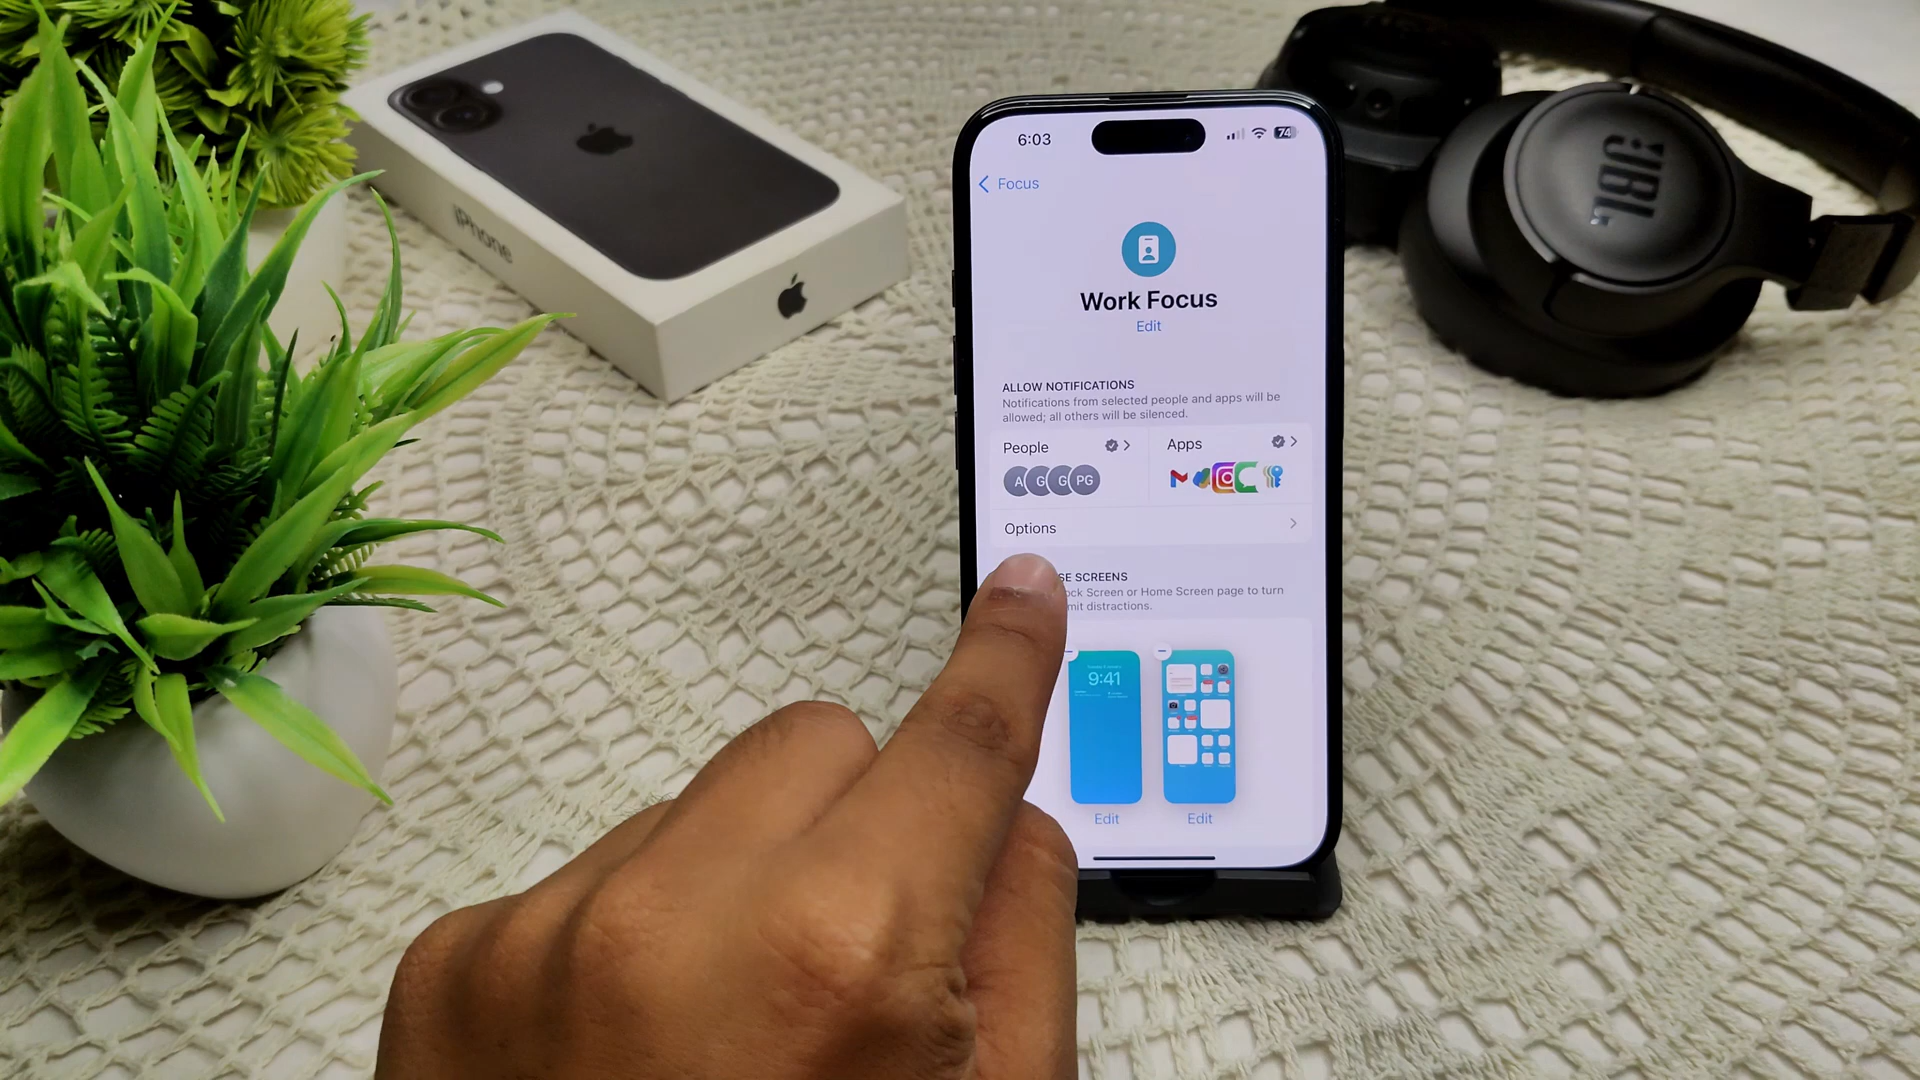 iPhone
JBL
6:03
74
Focus
Work Focus
Edit
ALLOW NOTIFICATIONS
Notifications from selected people and apps will be
allowed; all others will be silenced.
People
Apps
A G G PG
Options
SE SCREENS
ock Screen or Home Screen page to turn
mit distractions.
9:41
Edit
Edit